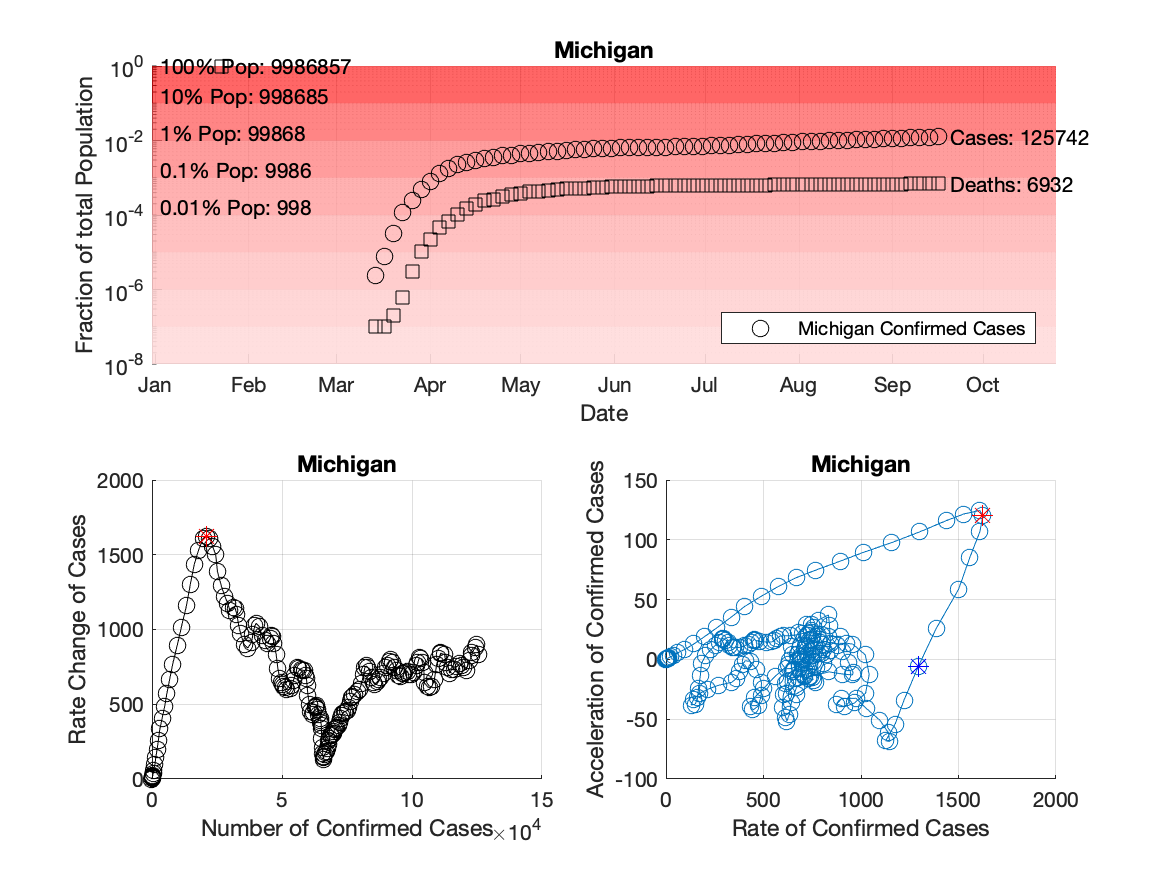 Michigan
Fraction of total Population
10^0
10^-2
10^-4
10^-6
10^-8
100% Pop: 9986857
10% Pop: 998685
1% Pop: 99868
0.1% Pop: 9986
0.01% Pop: 998
Cases: 125742
Deaths: 6932
Michigan Confirmed Cases
Jan Feb Mar Apr May Jun Jul Aug Sep Oct
Date
Michigan
Rate Change of Cases
2000
1500
1000
500
0
0 5 10 15
Number of Confirmed Cases ×10^4
Michigan
Acceleration of Confirmed Cases
150
100
50
0
-50
-100
0 500 1000 1500 2000
Rate of Confirmed Cases